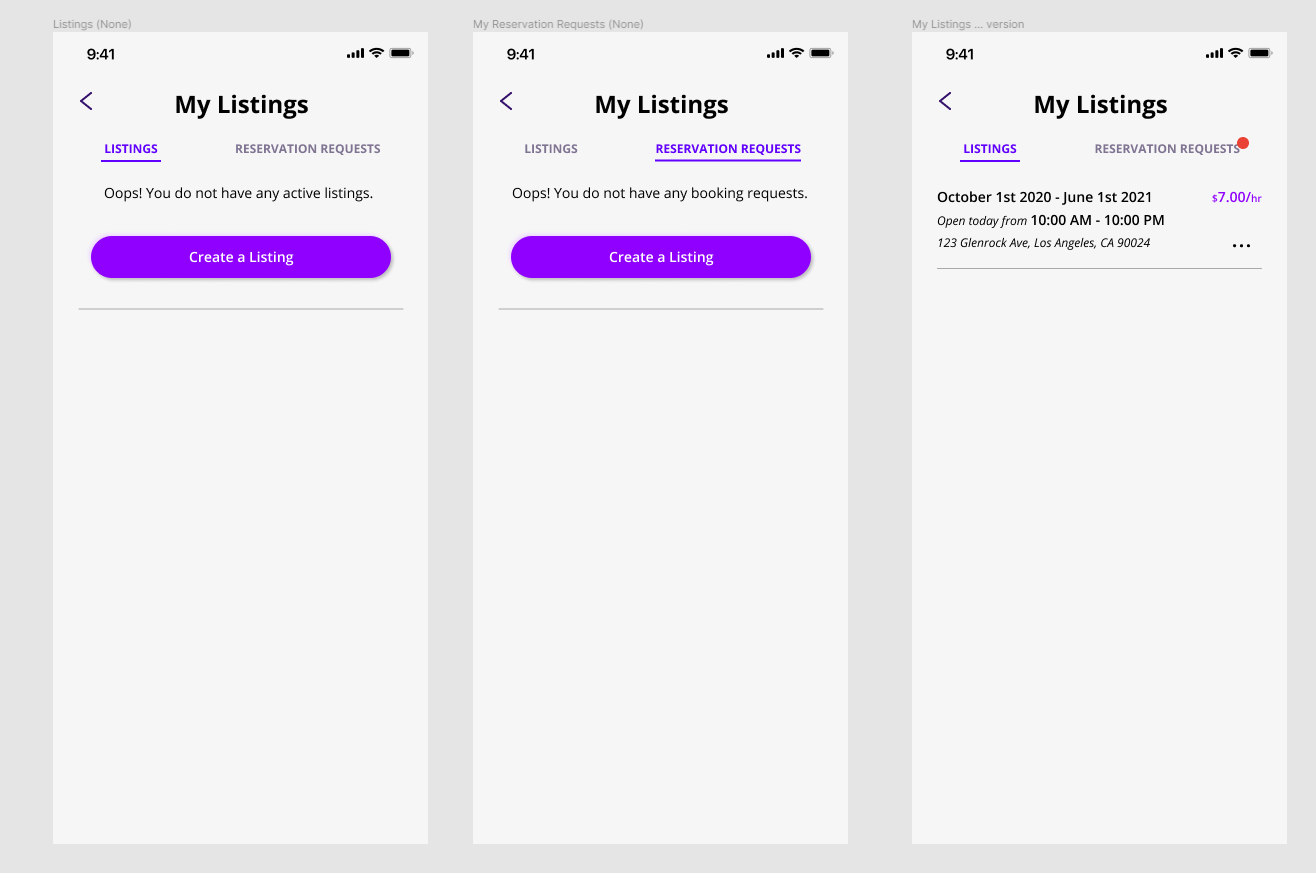 Listings (None)
9:41
My Listings
LISTINGS RESERVATION REQUESTS
Oops! You do not have any active listings.
Create a Listing
My Reservation Requests (None)
9:41
My Listings
LISTINGS RESERVATION REQUESTS
Oops! You do not have any booking requests.
Create a Listing
My Listings ... version
9:41
My Listings
LISTINGS RESERVATION REQUESTS
October 1st 2020 - June 1st 2021 $7.00/hr
Open today from 10:00 AM - 10:00 PM
123 Glenrock Ave, Los Angeles, CA 90024